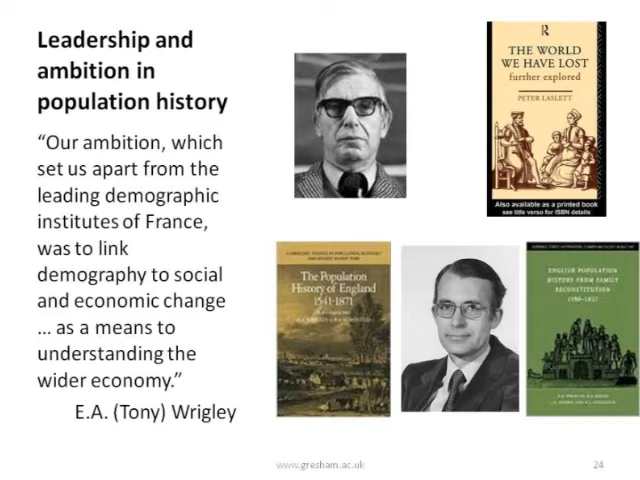 Leadership and
ambition in
population history
“Our ambition, which
set us apart from the
leading demographic
institutes of France,
was to link
demography to social
and economic change
… as a means to
understanding the
wider economy.”
E.A. (Tony) Wrigley
R
THE WORLD
WE HAVE LOST
further explored
PETER LASLETT
Also available as a printed book
see title verso for ISBN details
The Population
History of England
1541-1871
ENGLISH POPULATION
HISTORY FROM FAMILY
RECONSTITUTION
www.gresham.ac.uk
24